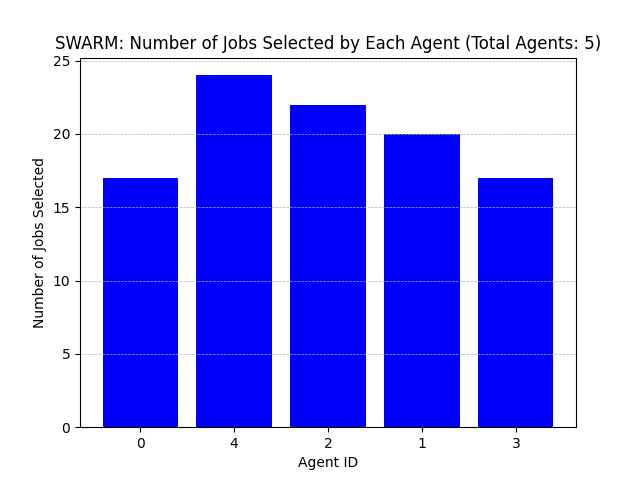 SWARM: Number of Jobs Selected by Each Agent (Total Agents: 5)
25
20
15
10
5
0
Number of Jobs Selected
0 4 2 1 3
Agent ID